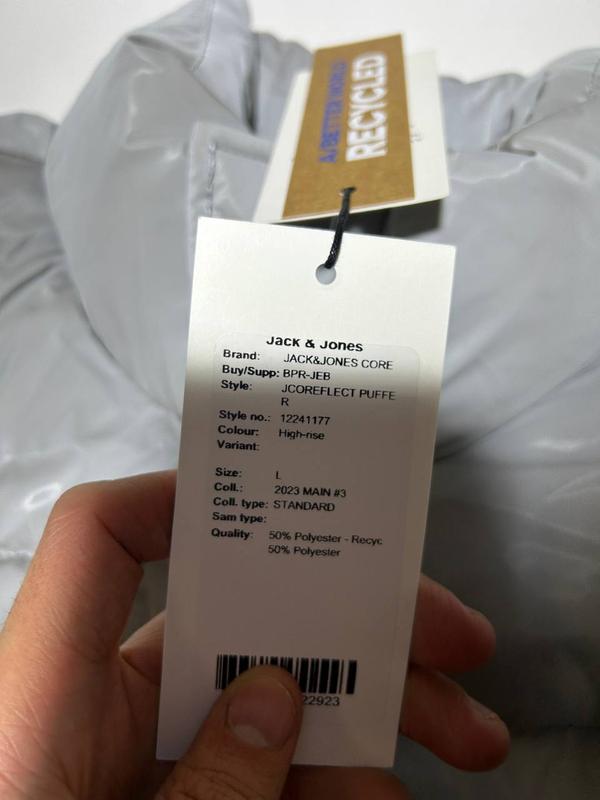 A BETTER WORLD
RECYCLED
Jack & Jones
Brand: JACK&JONES CORE
Buy/Supp: BPR-JEB
Style: JCOREFLECT PUFFE
R
Style no.: 12241177
Colour: High-rise
Variant:
Size: L
Coll.: 2023 MAIN #3
Coll. type: STANDARD
Sam type:
Quality: 50% Polyester - Recyc
50% Polyester
22923